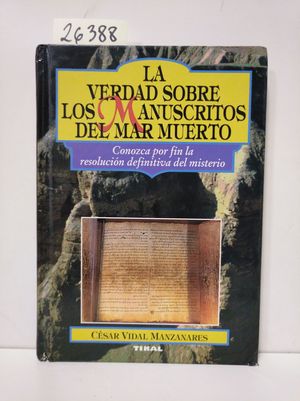 26388
LA
VERDAD SOBRE
LOS MANUSCRITOS
DEL MAR MUERTO
Conozca por fin la
resolución definitiva del misterio
CÉSAR VIDAL MANZANARES
TIKAL